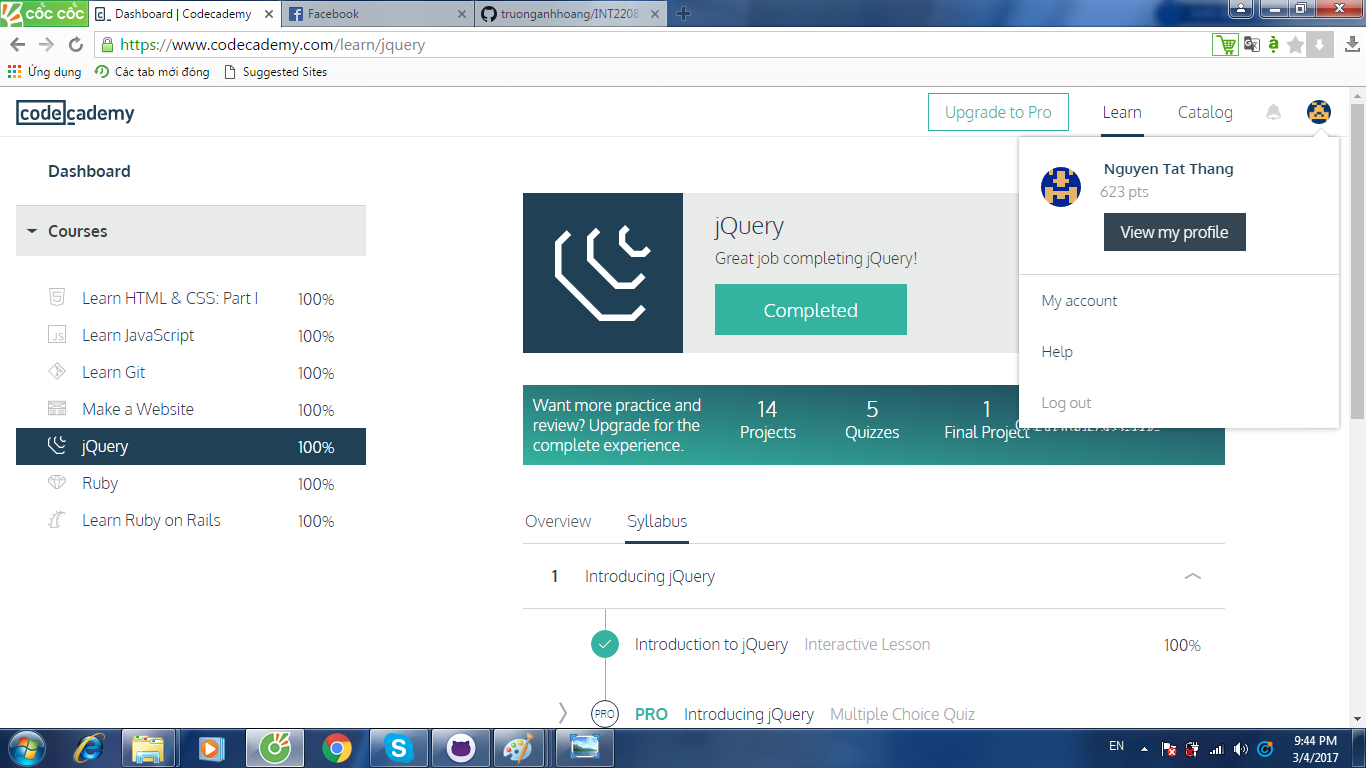 CỐC CỐC
Dashboard | Codecademy
Facebook
truonganhhoang/INT2208
https://www.codecademy.com/learn/jquery
Ứng dụng
Các tab mới đóng
Suggested Sites
codecademy
Upgrade to Pro
Learn
Catalog
Dashboard
Nguyen Tat Thang
623 pts
View my profile
My account
Help
Log out
Courses
Learn HTML & CSS: Part I 100%
Learn JavaScript 100%
Learn Git 100%
Make a Website 100%
jQuery 100%
Ruby 100%
Learn Ruby on Rails 100%
jQuery
Great job completing jQuery!
Completed
Want more practice and
review? Upgrade for the
complete experience.
14
Projects
5
Quizzes
1
Final Project
Overview
Syllabus
1 Introducing jQuery
Introduction to jQuery Interactive Lesson 100%
PRO PRO Introducing jQuery Multiple Choice Quiz
EN
9:44 PM
3/4/2017